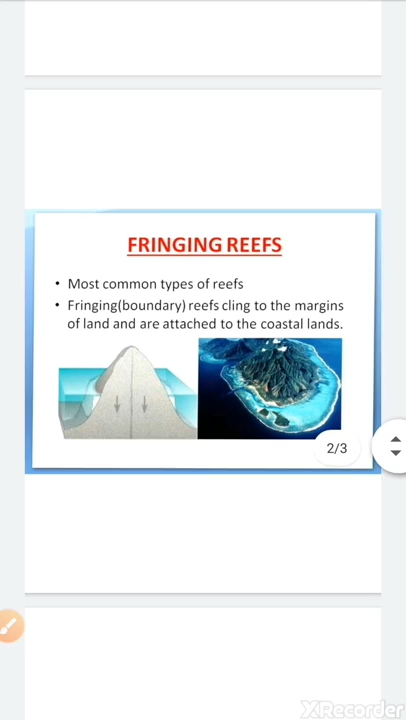 FRINGING REEFS
• Most common types of reefs
• Fringing(boundary) reefs cling to the margins
of land and are attached to the coastal lands.
2/3
XRecorder